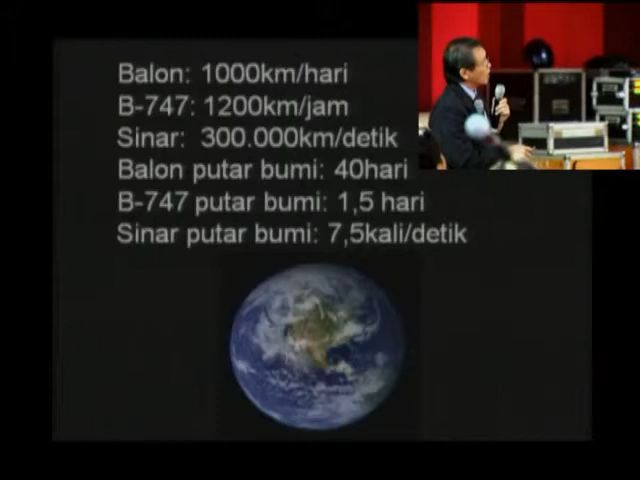 Balon: 1000km/hari
B-747: 1200km/jam
Sinar: 300.000km/detik
Balon putar bumi: 40hari
B-747 putar bumi: 1,5 hari
Sinar putar bumi: 7,5kali/detik